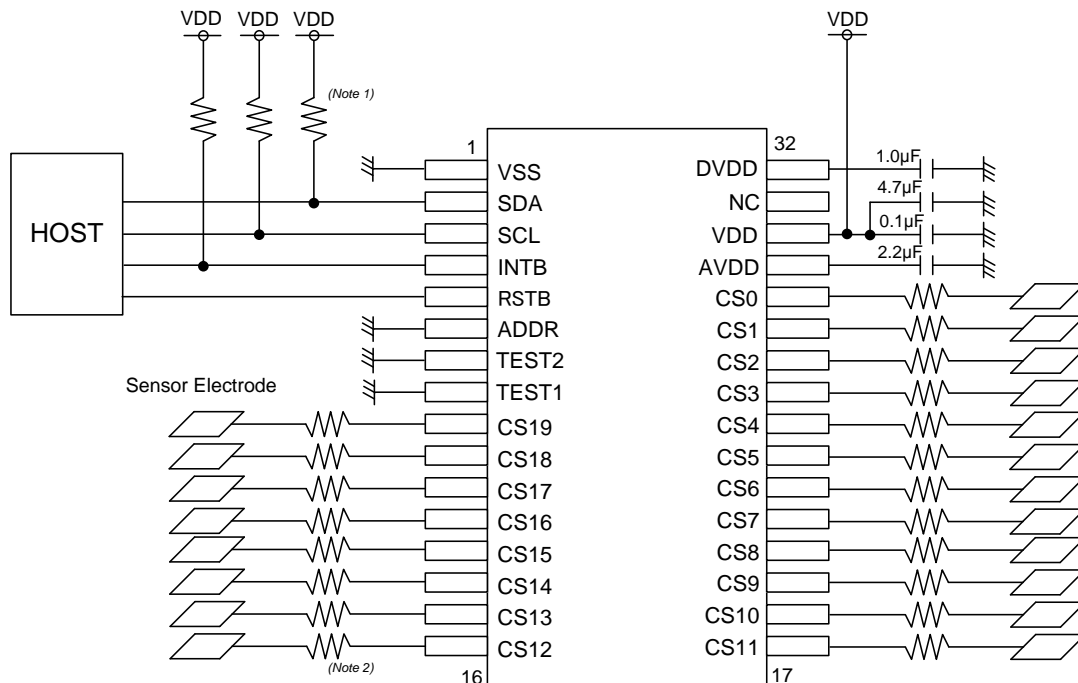 VDD VDD VDD VDD
(Note 1)
1 32
HOST
VSS DVDD 1.0µF
SDA NC 4.7µF
SCL VDD 0.1µF
INTB AVDD 2.2µF
RSTB CS0
ADDR CS1
TEST2 CS2
TEST1 CS3
Sensor Electrode
CS19 CS4
CS18 CS5
CS17 CS6
CS16 CS7
CS15 CS8
CS14 CS9
CS13 CS10
CS12 CS11
(Note 2)
16 17